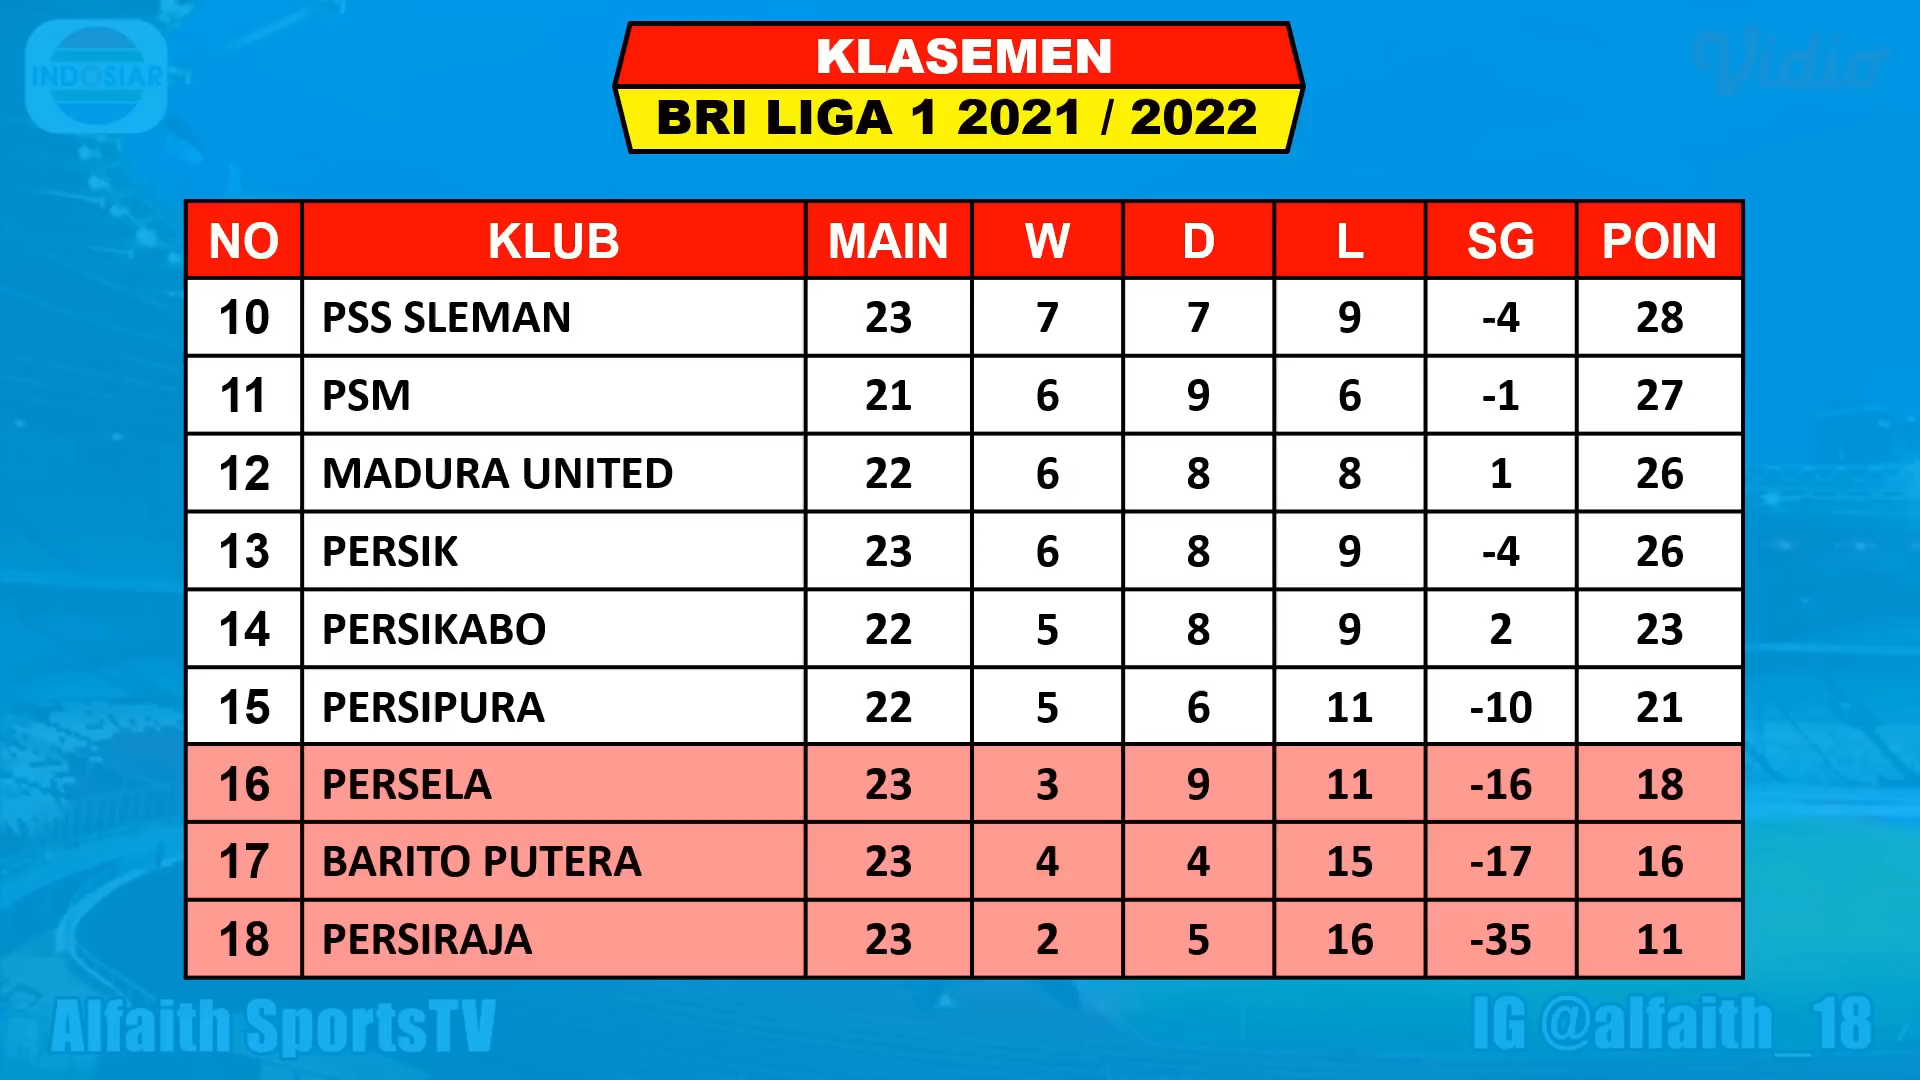 INDOSIAR
Vidio
KLASEMEN
BRI LIGA 1 2021 / 2022
NO KLUB MAIN W D L SG POIN
10 PSS SLEMAN 23 7 7 9 -4 28
11 PSM 21 6 9 6 -1 27
12 MADURA UNITED 22 6 8 8 1 26
13 PERSIK 23 6 8 9 -4 26
14 PERSIKABO 22 5 8 9 2 23
15 PERSIPURA 22 5 6 11 -10 21
16 PERSELA 23 3 9 11 -16 18
17 BARITO PUTERA 23 4 4 15 -17 16
18 PERSIRAJA 23 2 5 16 -35 11
Alfaith SportsTV
IG @alfaith_18